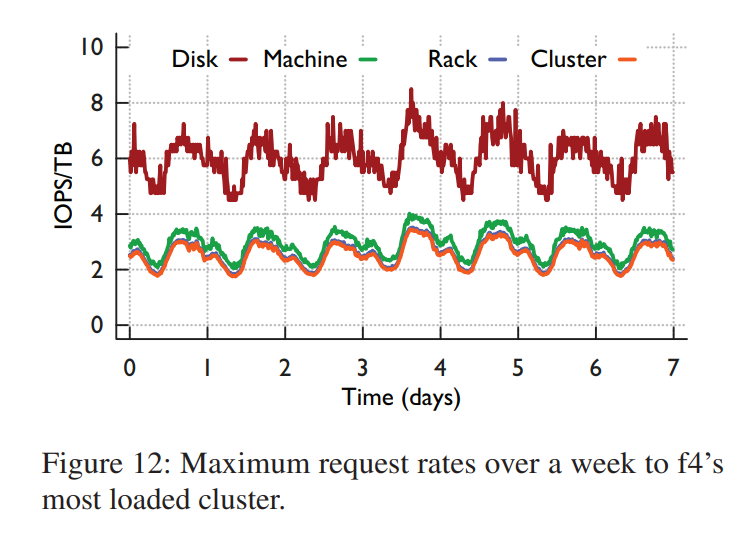 10
Disk Machine Rack Cluster
8
6
4
2
0
IOPS/TB
0 1 2 3 4 5 6 7
Time (days)
Figure 12: Maximum request rates over a week to f4's
most loaded cluster.